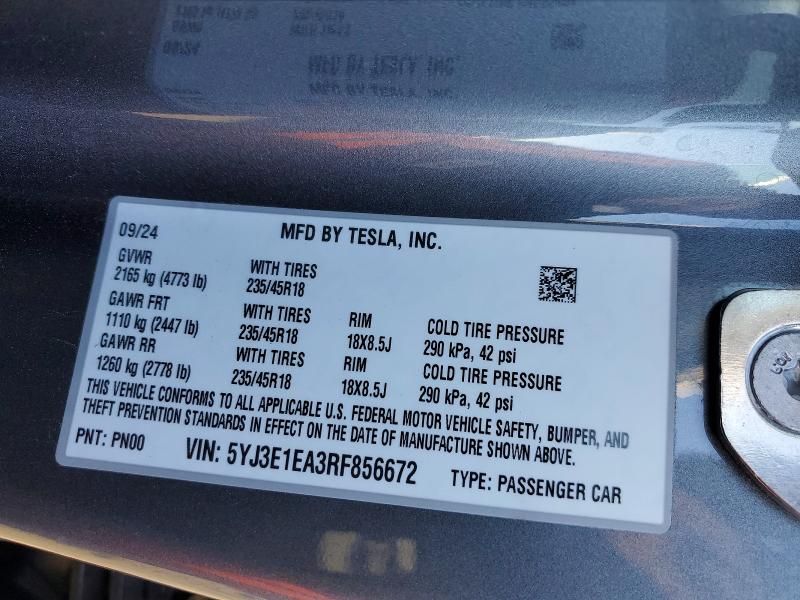 09/24 MFD BY TESLA, INC.
GVWR
2165 kg (4773 lb) WITH TIRES 235/45R18
GAWR FRT
1110 kg (2447 lb) WITH TIRES 235/45R18 RIM 18X8.5J COLD TIRE PRESSURE 290 kPa, 42 psi
GAWR RR
1260 kg (2778 lb) WITH TIRES 235/45R18 RIM 18X8.5J COLD TIRE PRESSURE 290 kPa, 42 psi
THIS VEHICLE CONFORMS TO ALL APPLICABLE U.S. FEDERAL MOTOR VEHICLE SAFETY, BUMPER, AND
THEFT PREVENTION STANDARDS IN EFFECT ON THE DATE OF MANUFACTURE SHOWN ABOVE.
PNT: PN00 VIN: 5YJ3E1EA3RF856672 TYPE: PASSENGER CAR